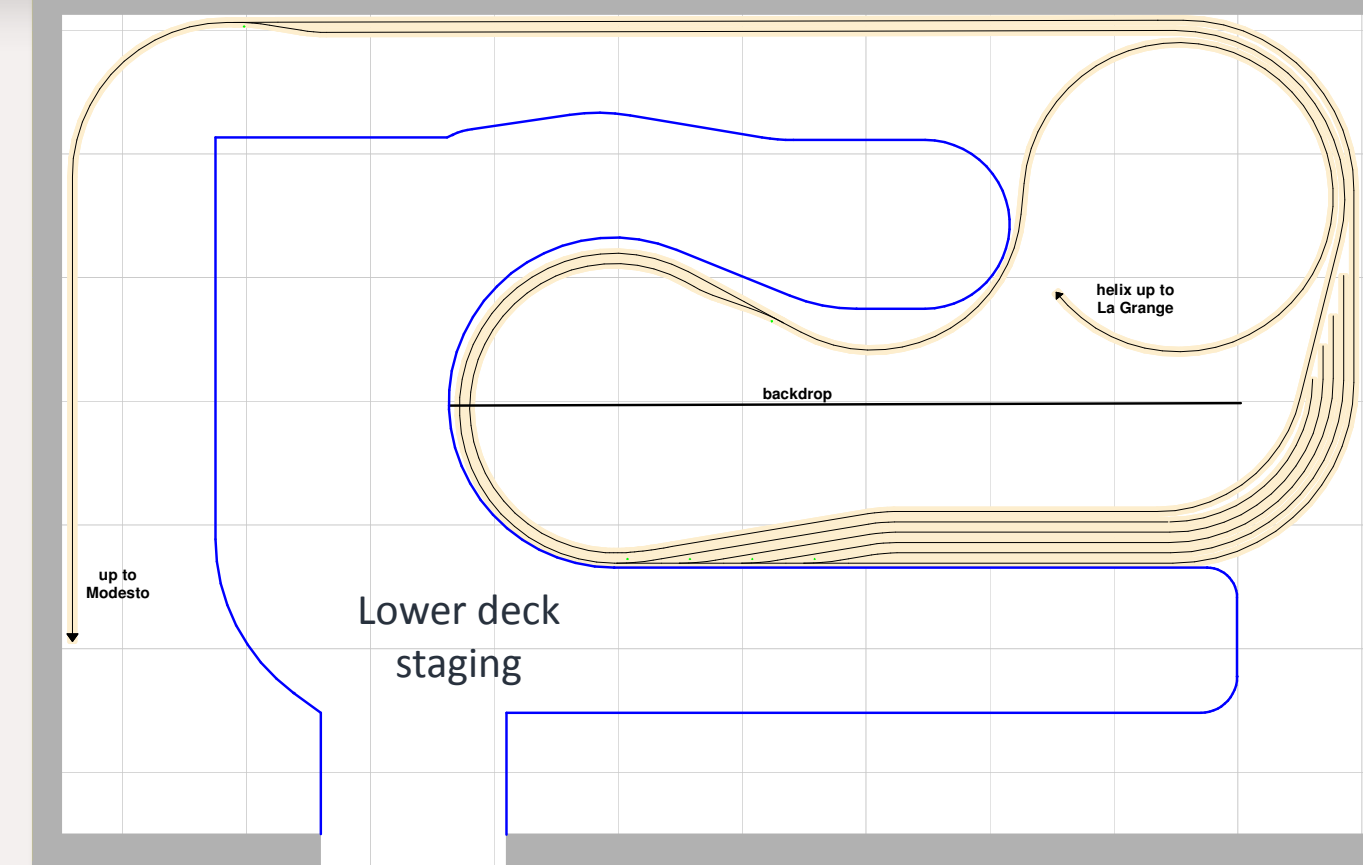 helix up to
La Grange
backdrop
up to
Modesto
Lower deck
staging